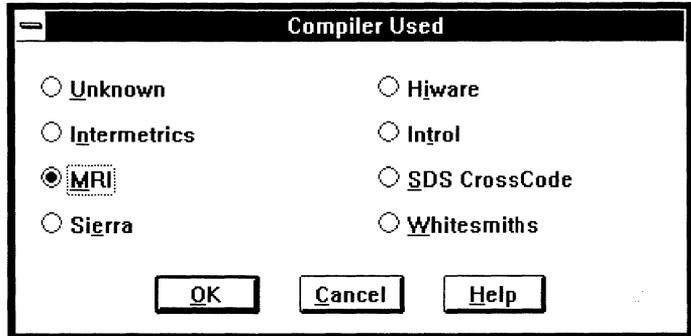 Compiler Used
Unknown Hiware
Intermetrics Introl
MRI SDS CrossCode
Sierra Whitesmiths
OK Cancel Help